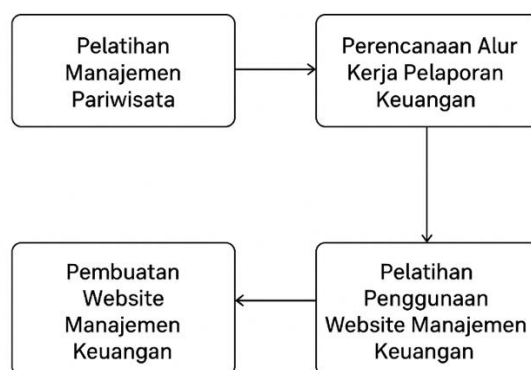 Pelatihan
Manajemen
Pariwisata
Perencanaan Alur
Kerja Pelaporan
Keuangan
Pelatihan
Penggunaan
Website Manajemen
Keuangan
Pembuatan
Website
Manajemen
Keuangan